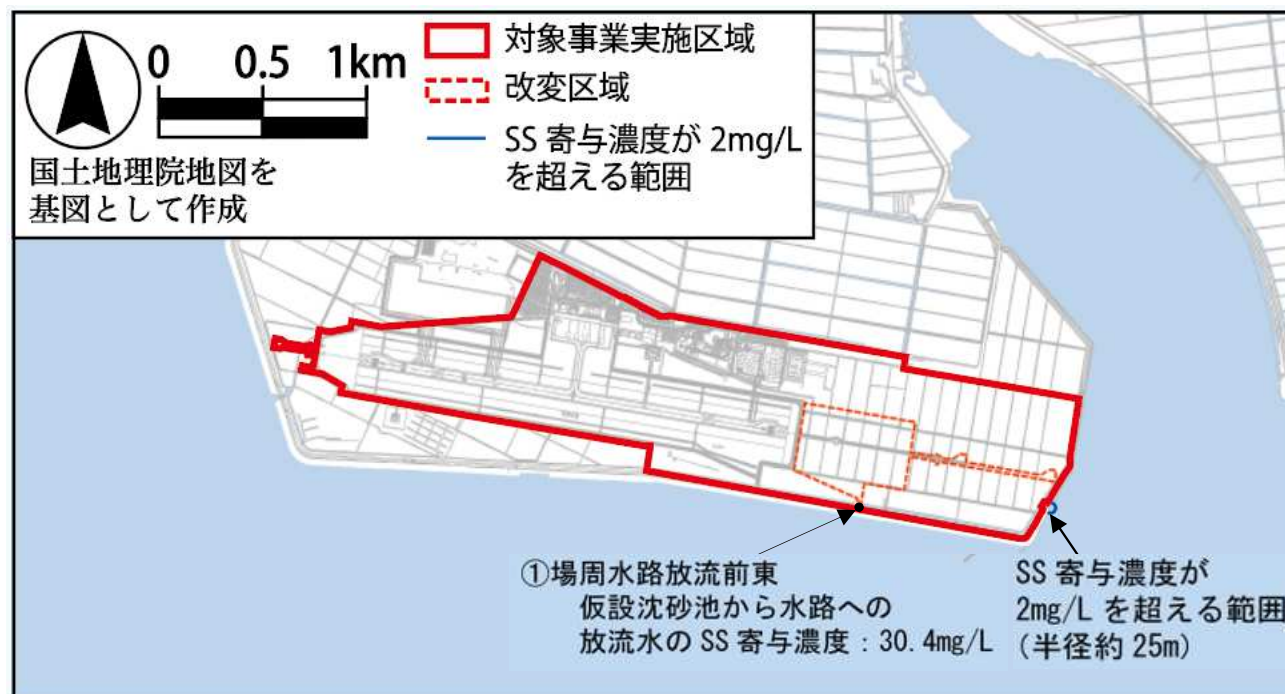 0 0.5 1km
国土地理院地図を
基図として作成
対象事業実施区域
改変区域
SS 寄与濃度が 2mg/L
を超える範囲
①場周水路放流前東
仮設沈砂池から水路への
放流水の SS 寄与濃度：30.4mg/L
SS 寄与濃度が
2mg/L を超える範囲
(半径約 25m)